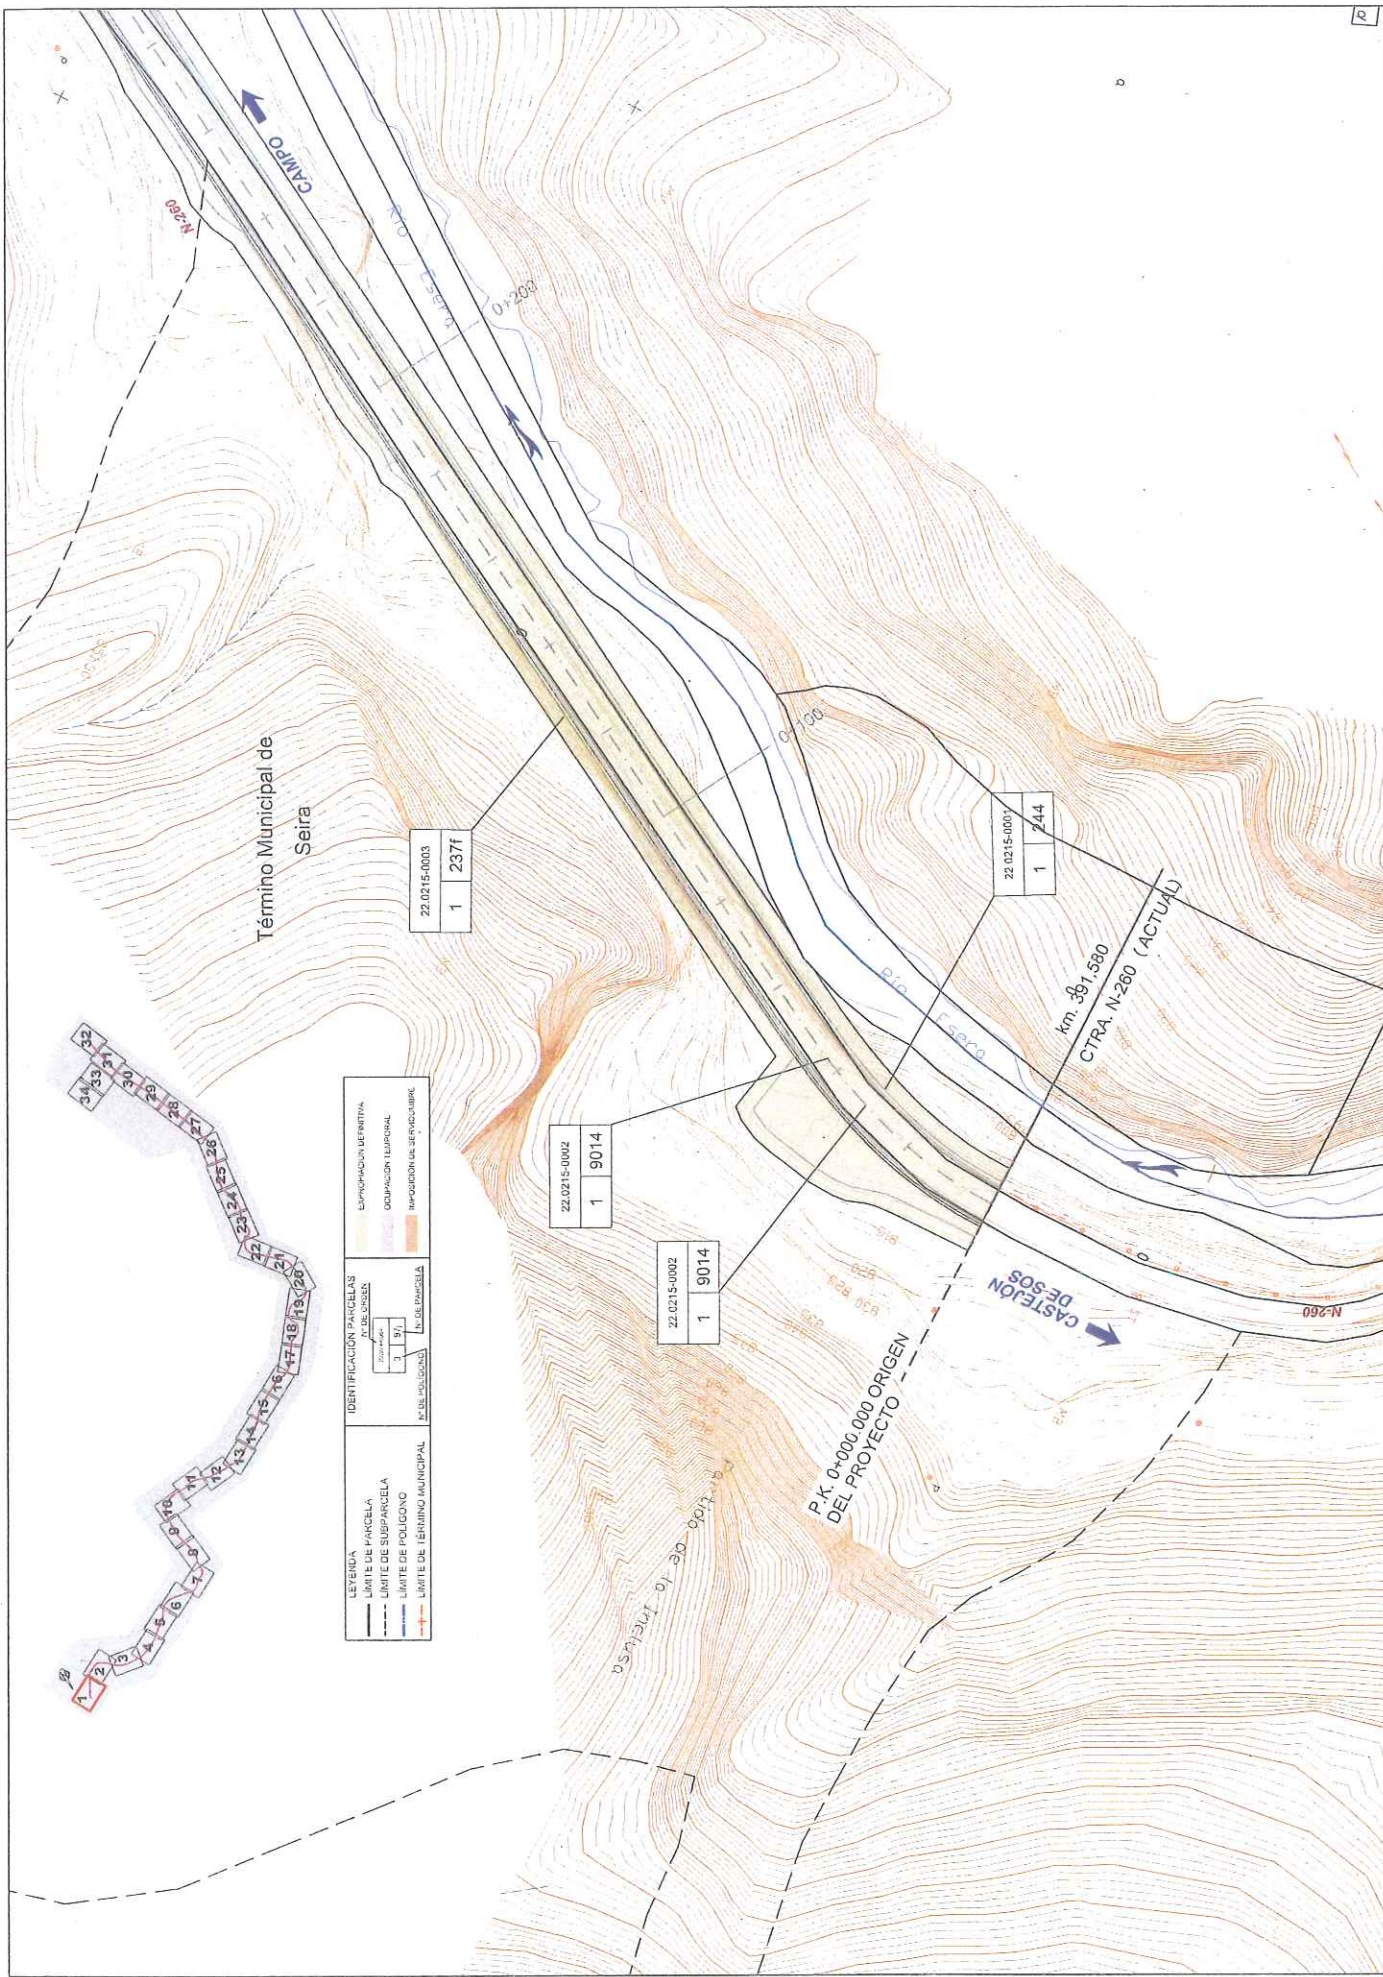 Término Municipal de
Seira
N-260
CAMPO
Río Esera
0+200
0+100
22.0215-0003
1 237f
22.0215-0002
1 9014
22.0215-0002
1 9014
22.0215-0001
1 244
Río Esera
km. 391,580
CTRA. N-260 (ACTUAL)
P.K. 0+000.000 ORIGEN
DEL PROYECTO
CASTEJÓN
DE SOS
N-260
Partida de la Inclusa
1 2 3 4 5 6 7 8 9 10 11 12 13 14 15 16 17 18 19 20 21 22 23 24 25 26 27 28 29 30 31 32 33 34
LEYENDA
LÍMITE DE PARCELA
LÍMITE DE SUBPARCELA
LÍMITE DE POLÍGONO
LÍMITE DE TÉRMINO MUNICIPAL
IDENTIFICACIÓN PARCELAS
Nº DE ORDEN
Nº DE POLÍGONO
Nº DE PARCELA
EXPROPIACIÓN DEFINITIVA
OCUPACIÓN TEMPORAL
IMPOSICIÓN DE SERVIDUMBRE